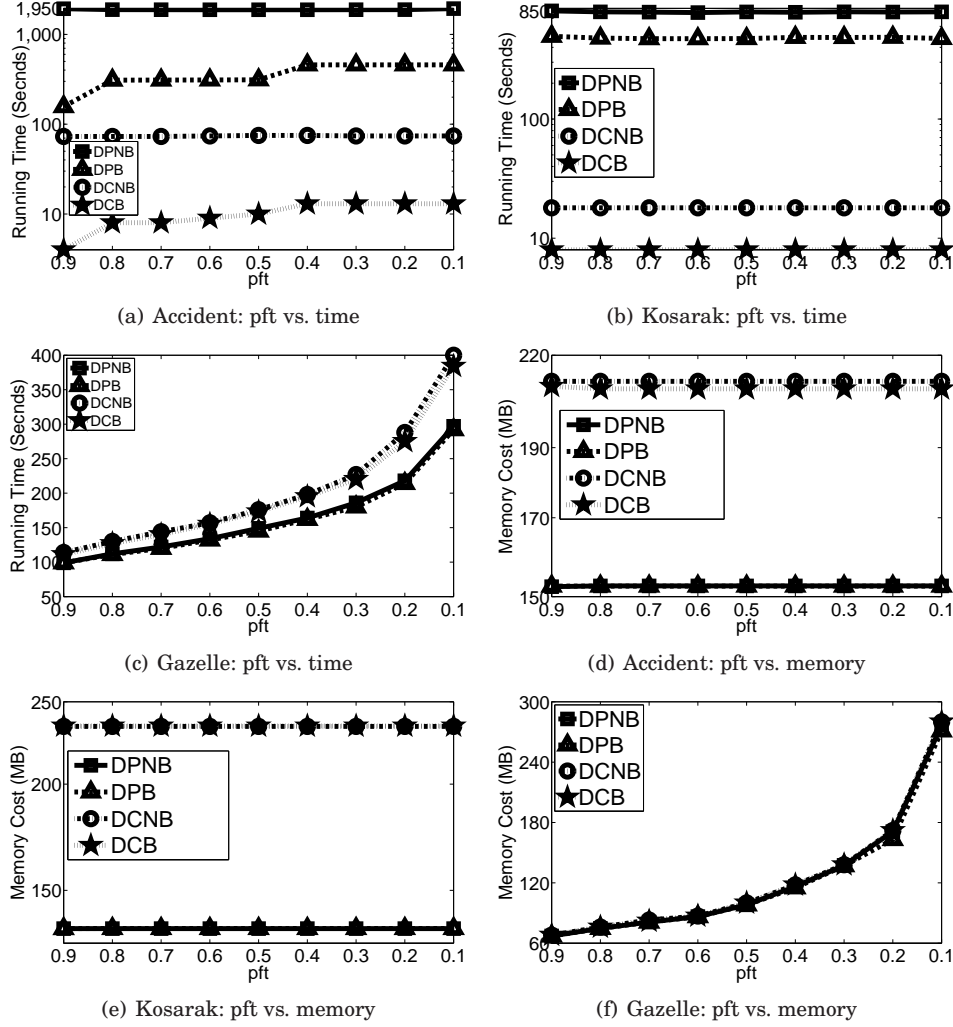 1,950
1,000
100
10
Running Time (Secnds)
DPNB
DPB
DCNB
DCB
0.9 0.8 0.7 0.6 0.5 0.4 0.3 0.2 0.1
pft
(a) Accident: pft vs. time
850
100
10
Running Time (Secnds)
DPNB
DPB
DCNB
DCB
0.9 0.8 0.7 0.6 0.5 0.4 0.3 0.2 0.1
pft
(b) Kosarak: pft vs. time
400
350
300
250
200
150
100
50
Running Time (Secnds)
DPNB
DPB
DCNB
DCB
0.9 0.8 0.7 0.6 0.5 0.4 0.3 0.2 0.1
pft
(c) Gazelle: pft vs. time
220
190
170
150
Memory Cost (MB)
DPNB
DPB
DCNB
DCB
0.9 0.8 0.7 0.6 0.5 0.4 0.3 0.2 0.1
pft
(d) Accident: pft vs. memory
250
200
150
Memory Cost (MB)
DPNB
DPB
DCNB
DCB
0.9 0.8 0.7 0.6 0.5 0.4 0.3 0.2 0.1
pft
(e) Kosarak: pft vs. memory
300
240
180
120
60
Memory Cost (MB)
DPNB
DPB
DCNB
DCB
0.9 0.8 0.7 0.6 0.5 0.4 0.3 0.2 0.1
pft
(f) Gazelle: pft vs. memory